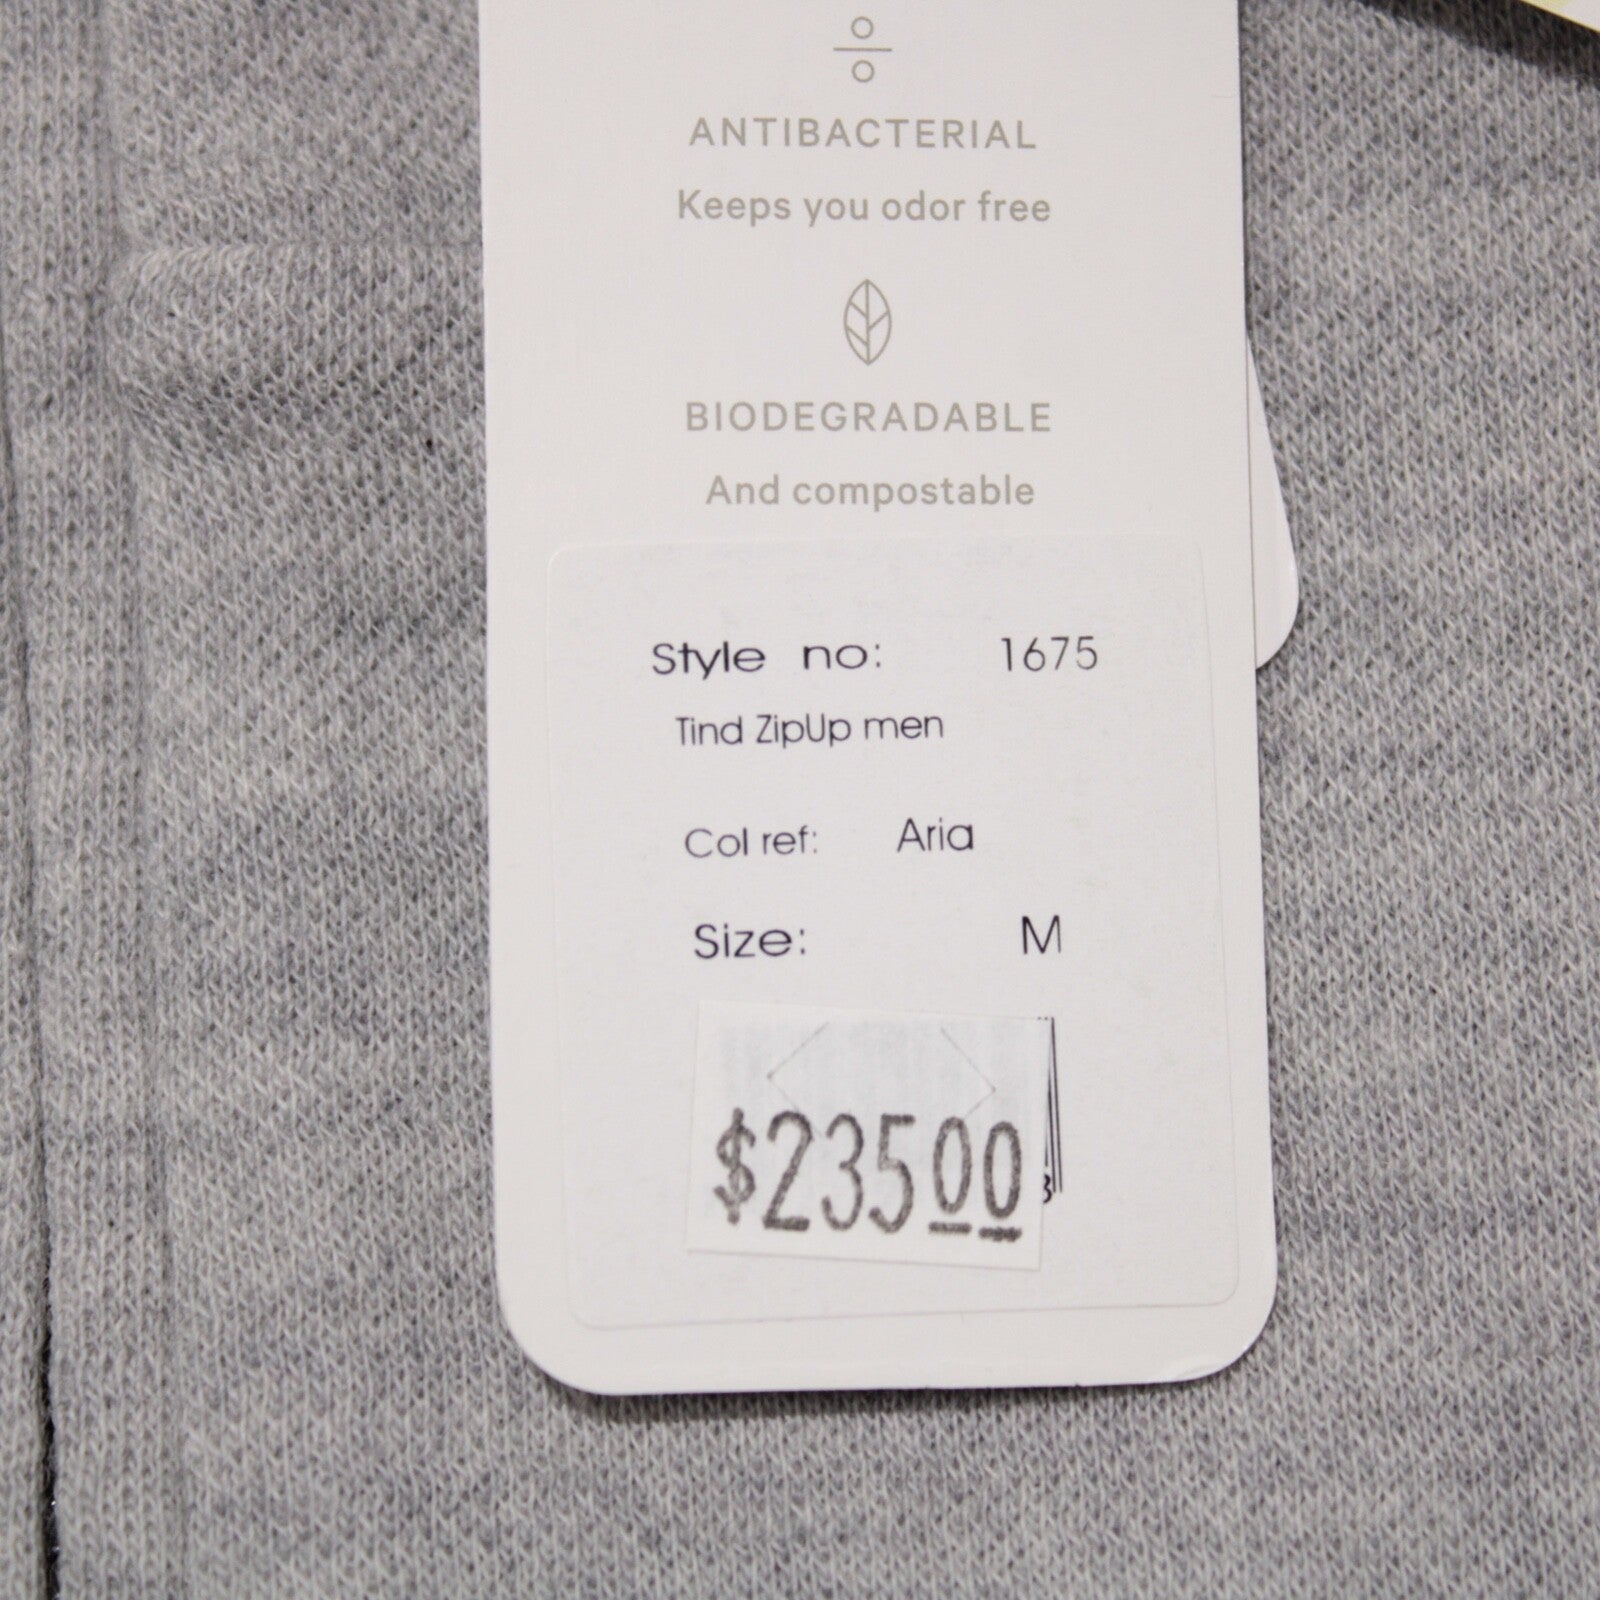 ANTIBACTERIAL
Keeps you odor free
BIODEGRADABLE
And compostable
Style no: 1675
Tind ZipUp men
Col ref: Aria
Size: M
$235.00